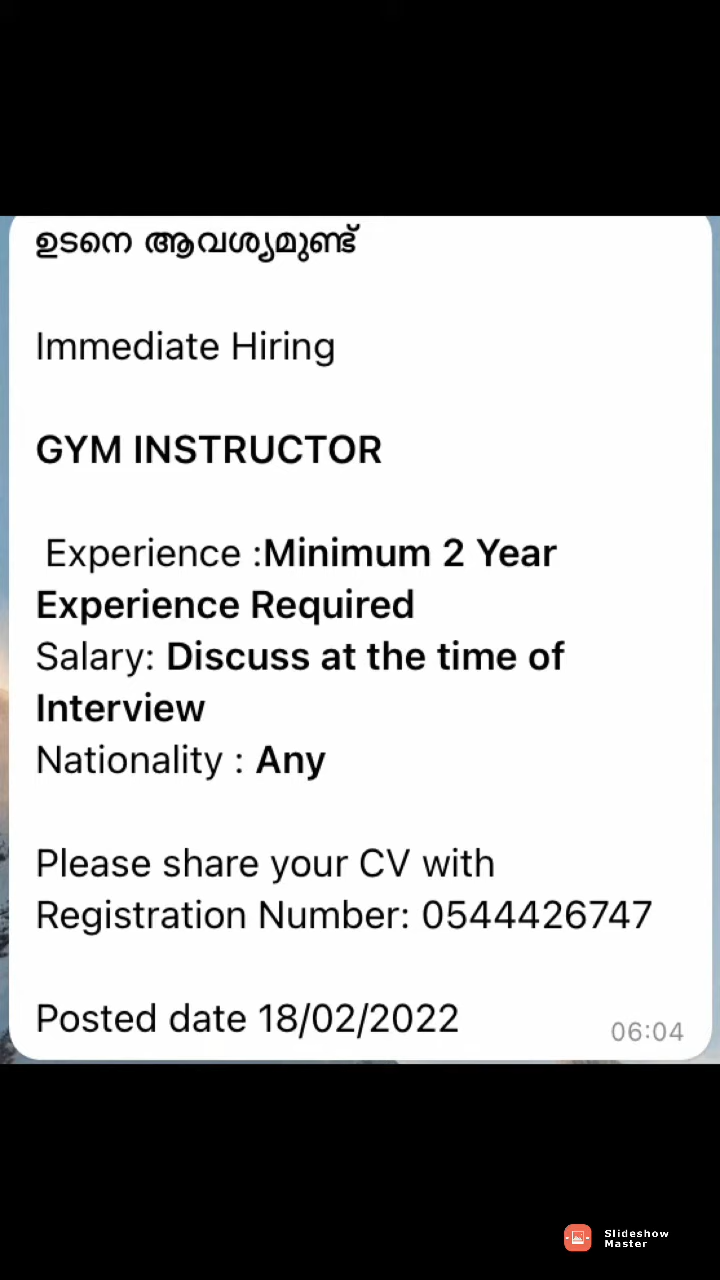 ഉടനെ ആവശ്യമുണ്ട്
Immediate Hiring
GYM INSTRUCTOR
Experience :Minimum 2 Year
Experience Required
Salary: Discuss at the time of
Interview
Nationality : Any
Please share your CV with
Registration Number: 0544426747
Posted date 18/02/2022
06:04
Slideshow
Master